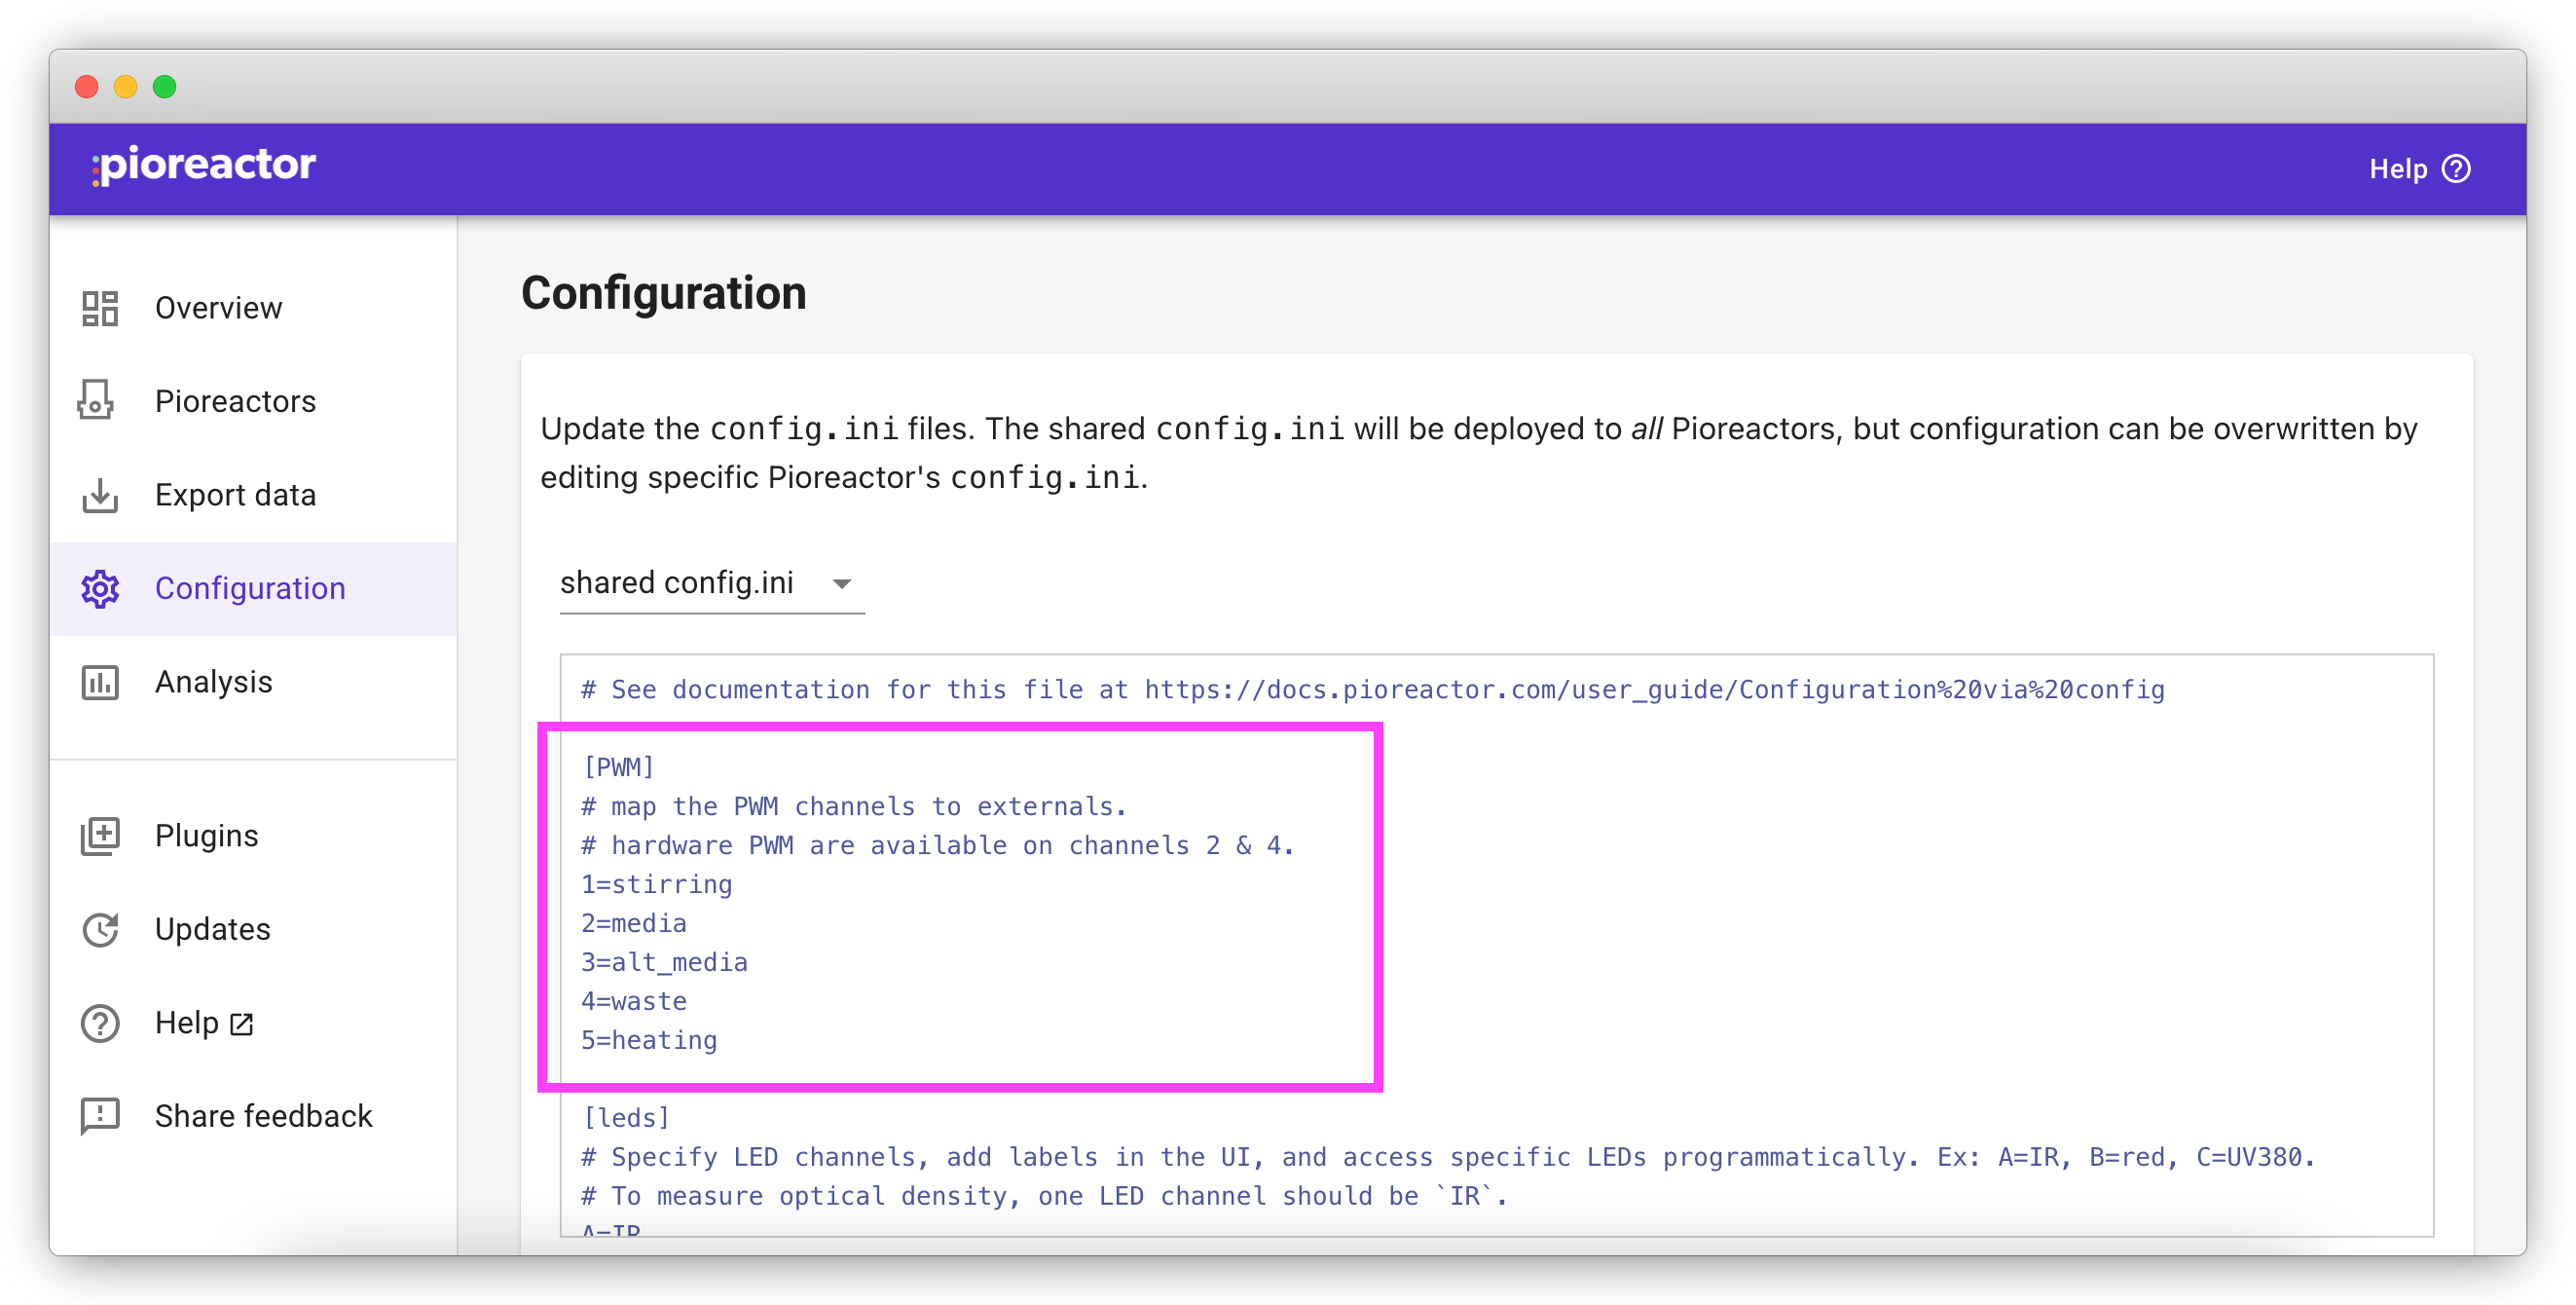 pioreactor
Help
Overview
Pioreactors
Export data
Configuration
Analysis
Plugins
Updates
Help
Share feedback
Configuration
Update the config.ini files. The shared config.ini will be deployed to all Pioreactors, but configuration can be overwritten by
editing specific Pioreactor's config.ini.
shared config.ini
# See documentation for this file at https://docs.pioreactor.com/user_guide/Configuration%20via%20config
[PWM]
# map the PWM channels to externals.
# hardware PWM are available on channels 2 & 4.
1=stirring
2=media
3=alt_media
4=waste
5=heating
[leds]
# Specify LED channels, add labels in the UI, and access specific LEDs programmatically. Ex: A=IR, B=red, C=UV380.
# To measure optical density, one LED channel should be `IR`.
A=IR